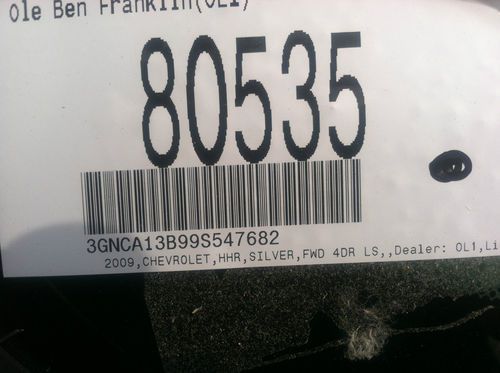 Ole Ben Franklin(OL1)
80535
3GNCA13B99S547682
2009,CHEVROLET,HHR,SILVER,FWD 4DR LS,,Dealer: OL1,Li